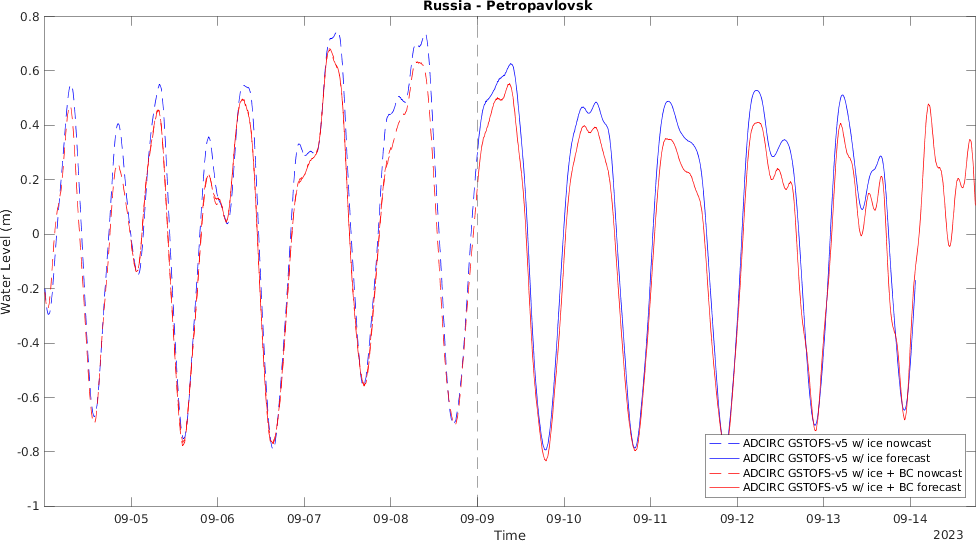 Russia - Petropavlovsk
0.8
0.6
0.4
0.2
0
-0.2
-0.4
-0.6
-0.8
-1
Water Level (m)
ADCIRC GSTOFS-v5 w/ ice nowcast
ADCIRC GSTOFS-v5 w/ ice forecast
ADCIRC GSTOFS-v5 w/ ice + BC nowcast
ADCIRC GSTOFS-v5 w/ ice + BC forecast
09-05 09-06 09-07 09-08 09-09 09-10 09-11 09-12 09-13 09-14
Time
2023